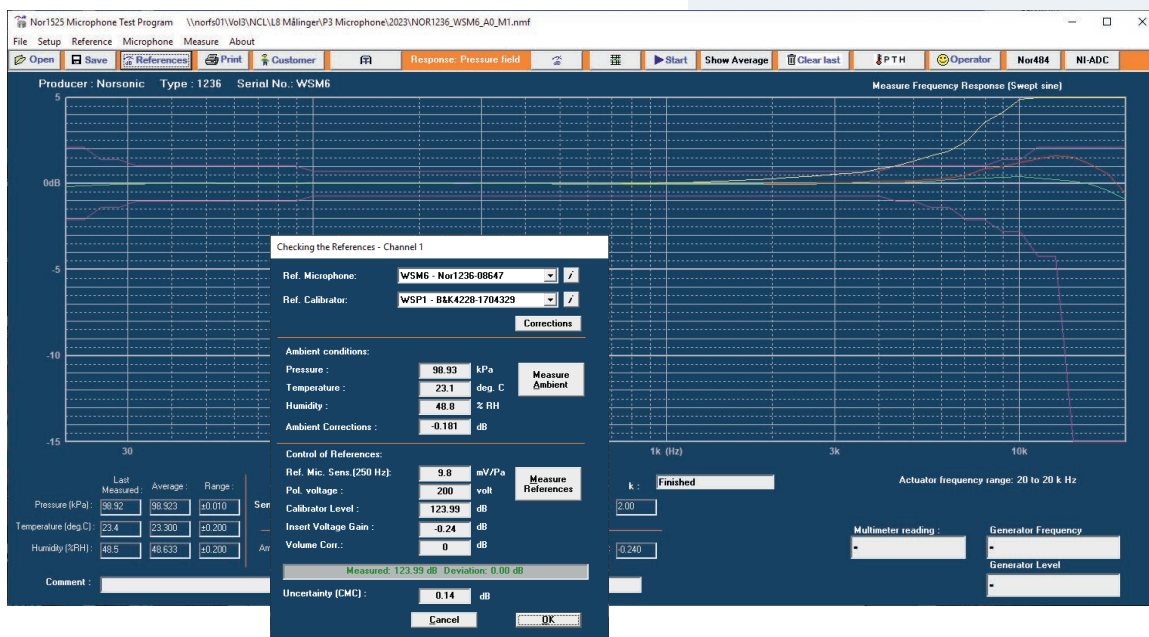 Nor1525 Microphone Test Program \\norfs01\Vol3\NCL\L8 Målinger\P3 Microphone\2023\NOR1236_WSM6_A0_M1.nmf
File Setup Reference Microphone Measure About
Open Save References Print Customer Response: Pressure field Start Show Average Clear last P T H Operator Nor484 NI-ADC
Producer : Norsonic Type : 1236 Serial No.: WSM6
Measure Frequency Response (Swept sine)
5
0dB
-5
-10
-15
30 1k (Hz) 3k 10k
Checking the References - Channel 1
Ref. Microphone: WSM6 - Nor1236-08647 i
Ref. Calibrator: WSP1 - B&K4228-1704329 i
Corrections
Ambient conditions:
Pressure : 98.93 kPa
Measure Ambient
Temperature : 23.1 deg. C
Humidity : 48.8 % RH
Ambient Corrections : -0.181 dB
Control of References:
Ref. Mic. Sens.(250 Hz): 9.8 mV/Pa
Measure References
Pol. voltage : 200 volt
Calibrator Level : 123.99 dB
Insert Voltage Gain : -0.24 dB
Volume Corr.: 0 dB
Measured: 123.99 dB Deviation: 0.00 dB
Uncertainty (CMC) : 0.14 dB
Cancel OK
Last Measured : Average : Range :
Pressure (kPa) : 98.92 98.923 ±0.010
Temperature (deg.C) : 23.4 23.300 ±0.200
Humidity (%RH) : 48.5 48.633 ±0.200
Comment :
k : Finished
2.00
: -0.240
Actuator frequency range: 20 to 20 k Hz
Multimeter reading : Generator Frequency
- -
Generator Level
-